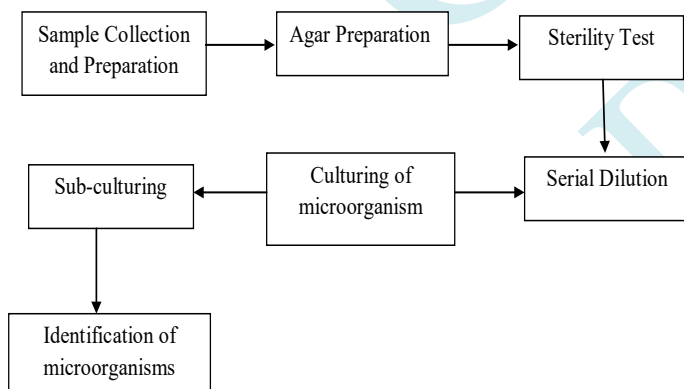 Sample Collection
and Preparation
Agar Preparation
Sterility Test
Serial Dilution
Culturing of
microorganism
Sub-culturing
Identification of
microorganisms